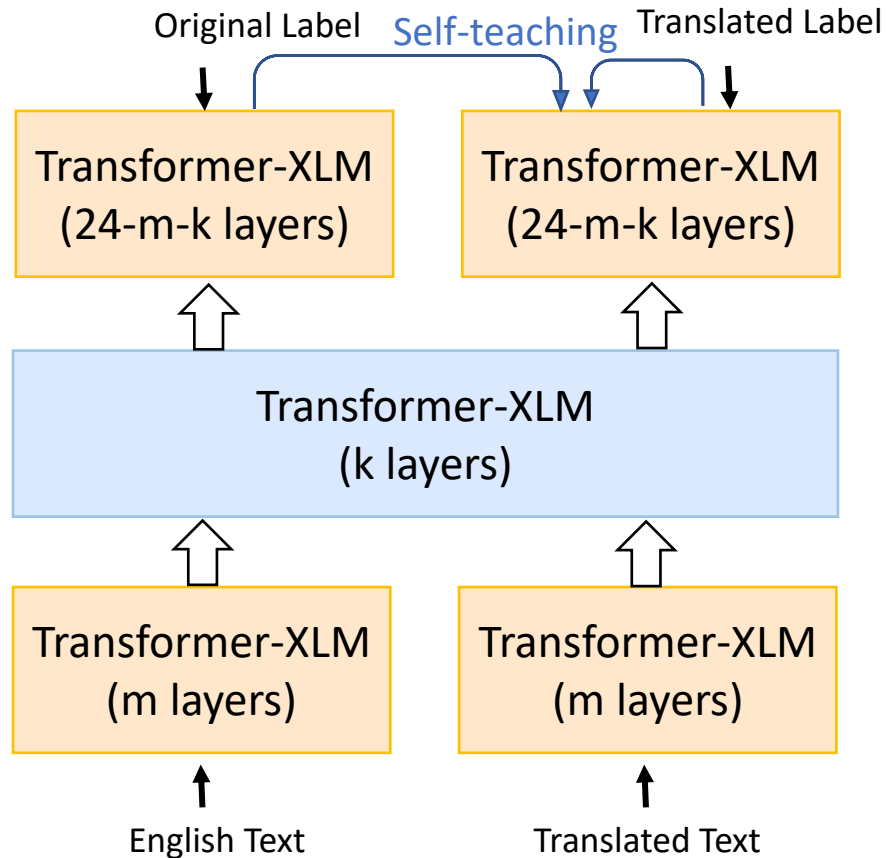 Original Label
Self-teaching
Translated Label
Transformer-XLM
(24-m-k layers)
Transformer-XLM
(24-m-k layers)
Transformer-XLM
(k layers)
Transformer-XLM
(m layers)
Transformer-XLM
(m layers)
English Text
Translated Text